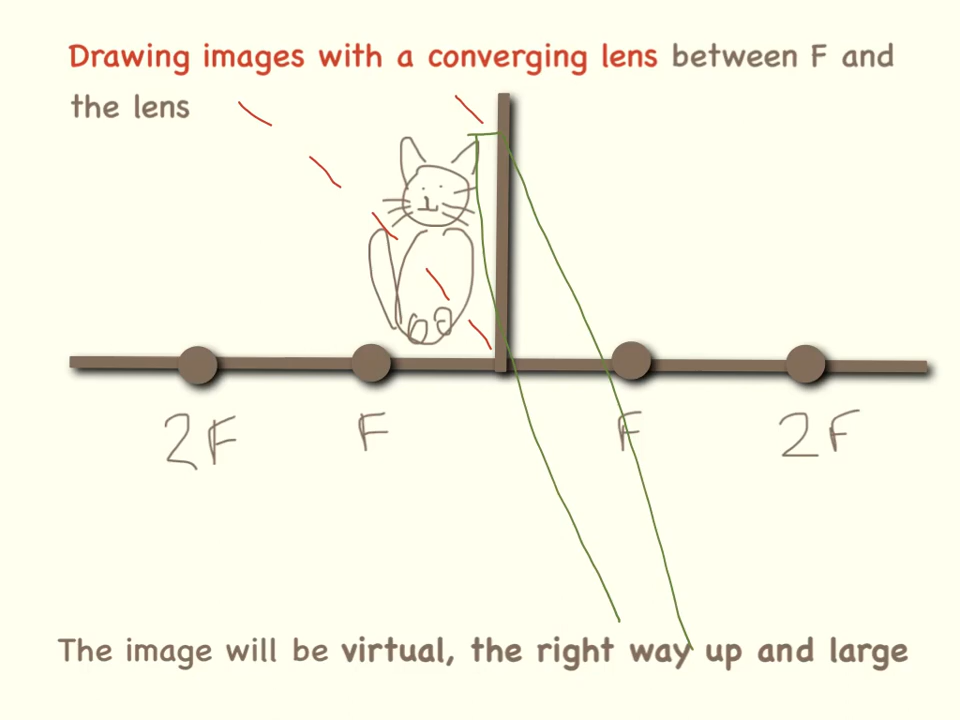 Drawing images with a converging lens between F and
the lens
2F F F 2F
The image will be virtual, the right way up and large